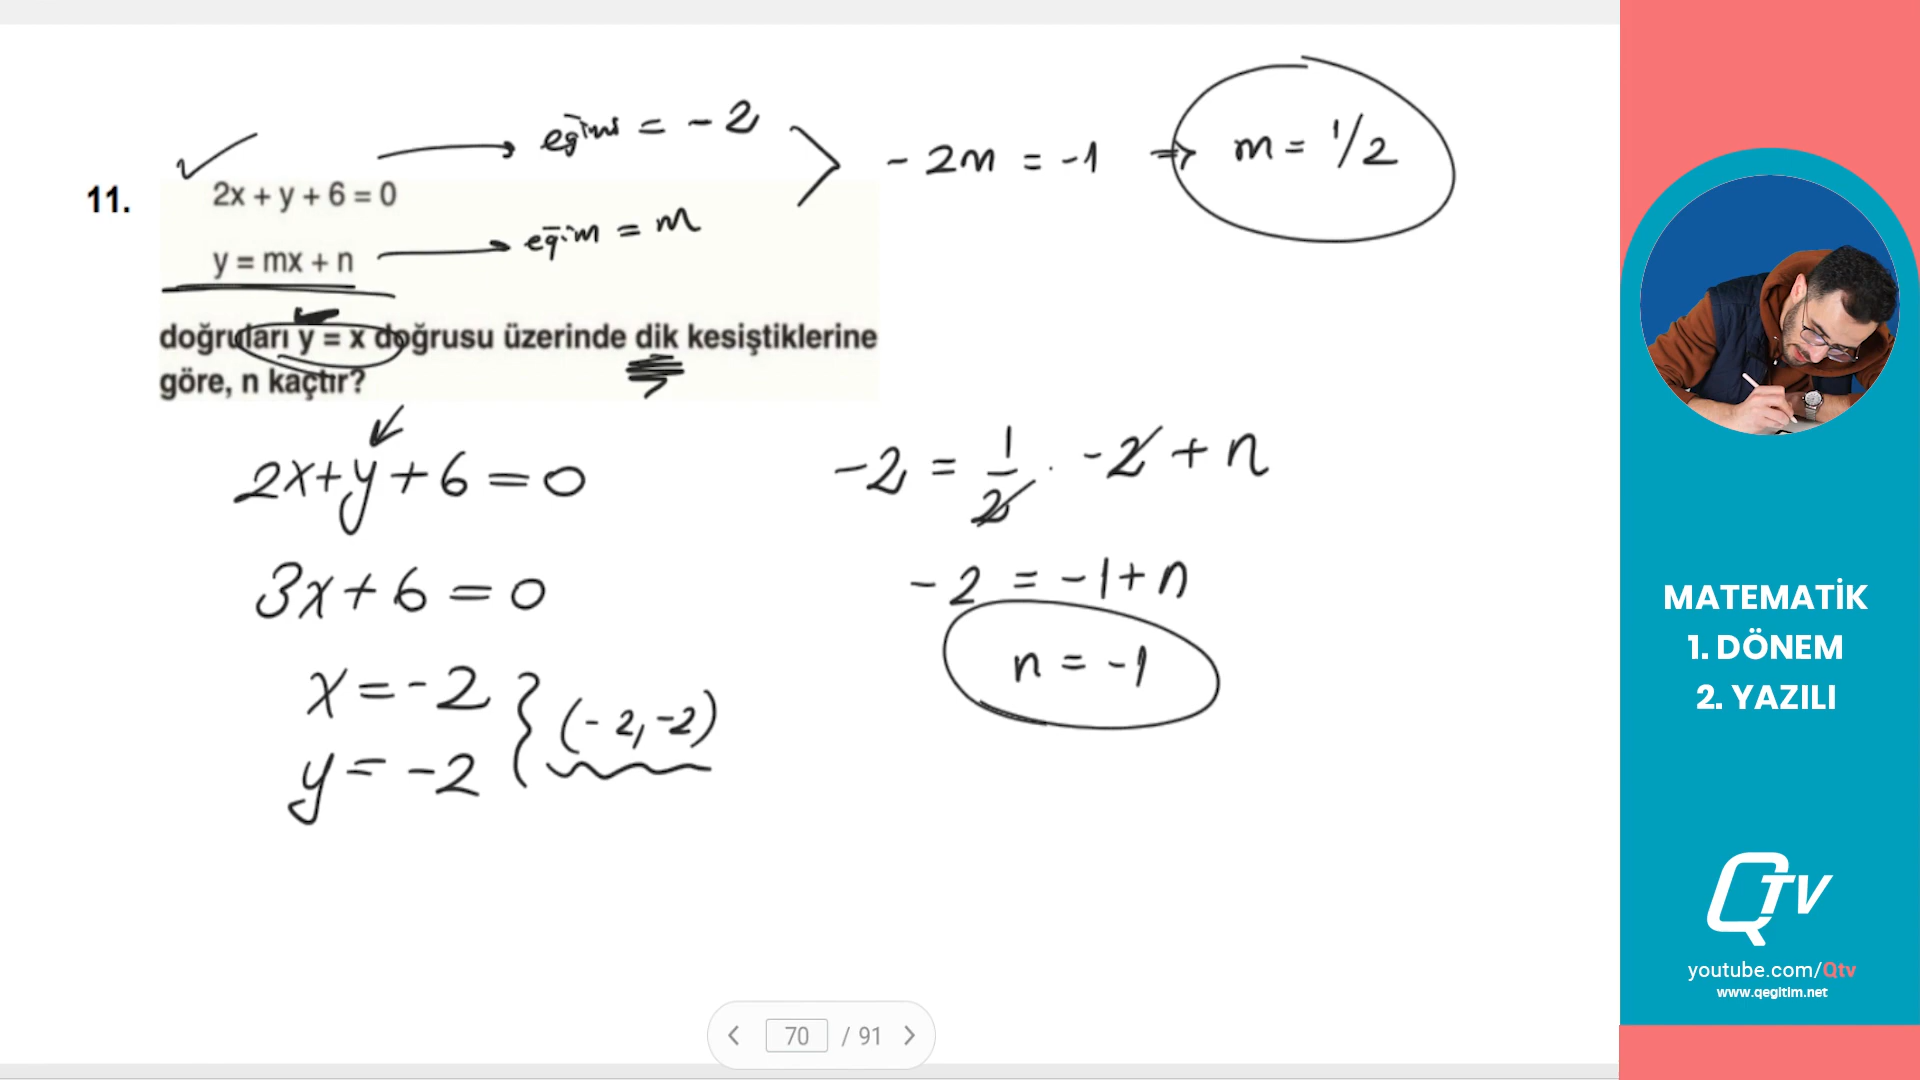 eğimi = -2
-2m = -1 ⇒ m = 1/2
11. 2x + y + 6 = 0
y = mx + n
eğim = m
doğruları y = x doğrusu üzerinde dik kesiştiklerine
göre, n kaçtır?
2x+y+6=0
3x+6=0
x=-2
y=-2
(-2,-2)
-2 = 1/2 . -2 + n
-2 = -1+n
n = -1
70 / 91
MATEMATİK
1. DÖNEM
2. YAZILI
QTV
youtube.com/Qtv
www.qegitim.net